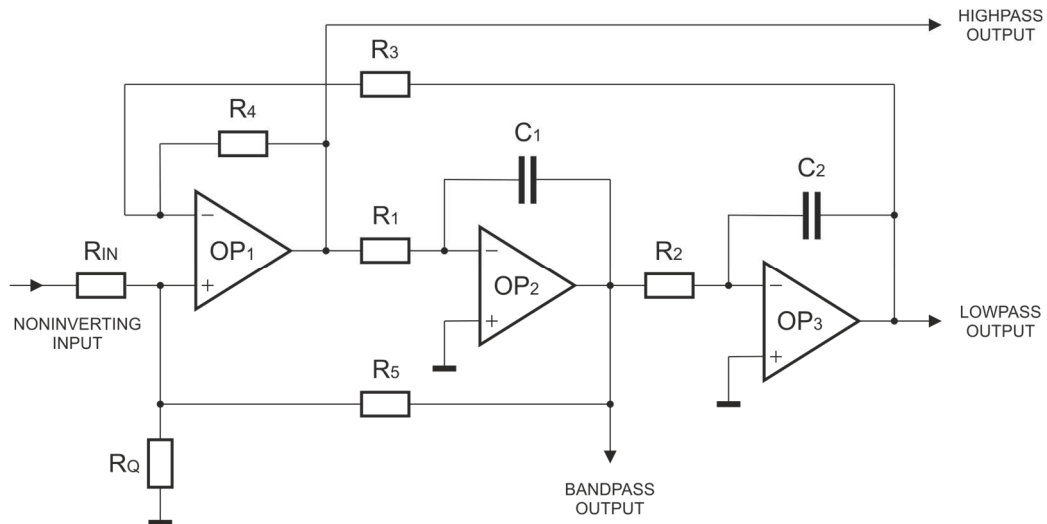 HIGHPASS
OUTPUT
R3
R4
C1
C2
−
R1
−
R2
RIN
OP1
+
OP2
−
NONINVERTING
INPUT
+
OP3
LOWPASS
OUTPUT
R5
+
RQ
BANDPASS
OUTPUT